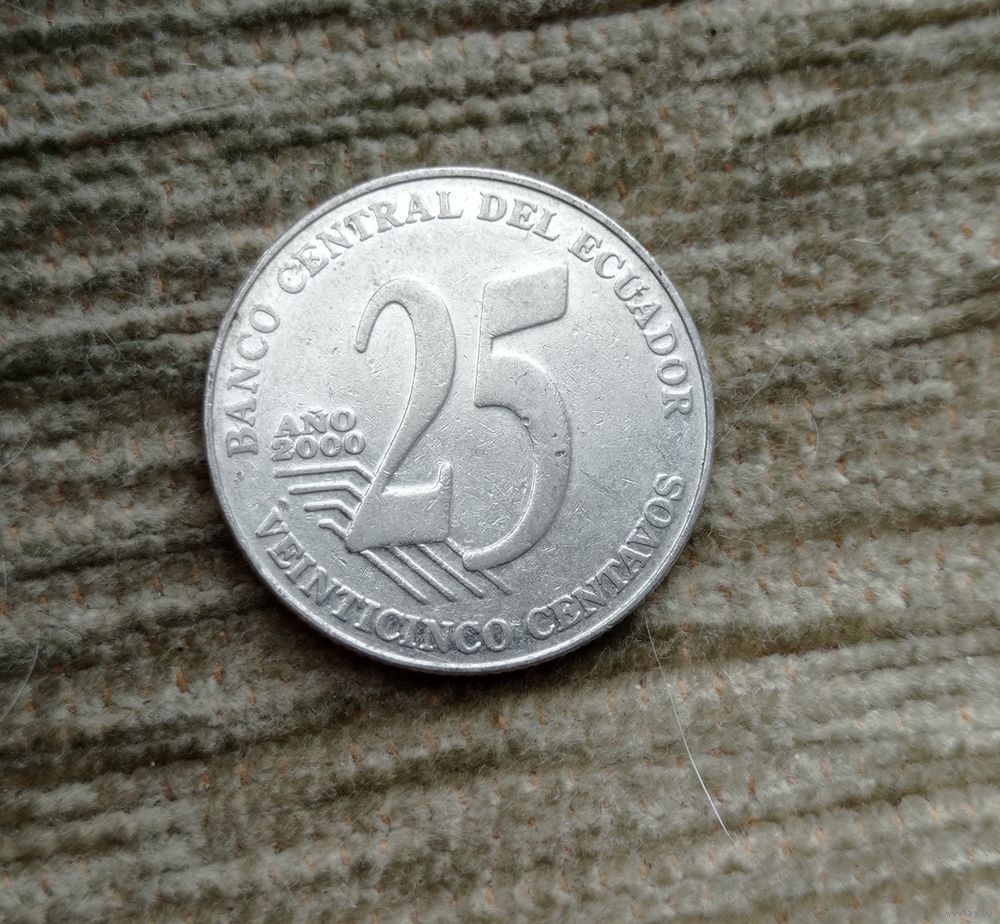 BANCO CENTRAL DEL ECUADOR
25
AÑO
2000
VEINTICINCO CENTAVOS